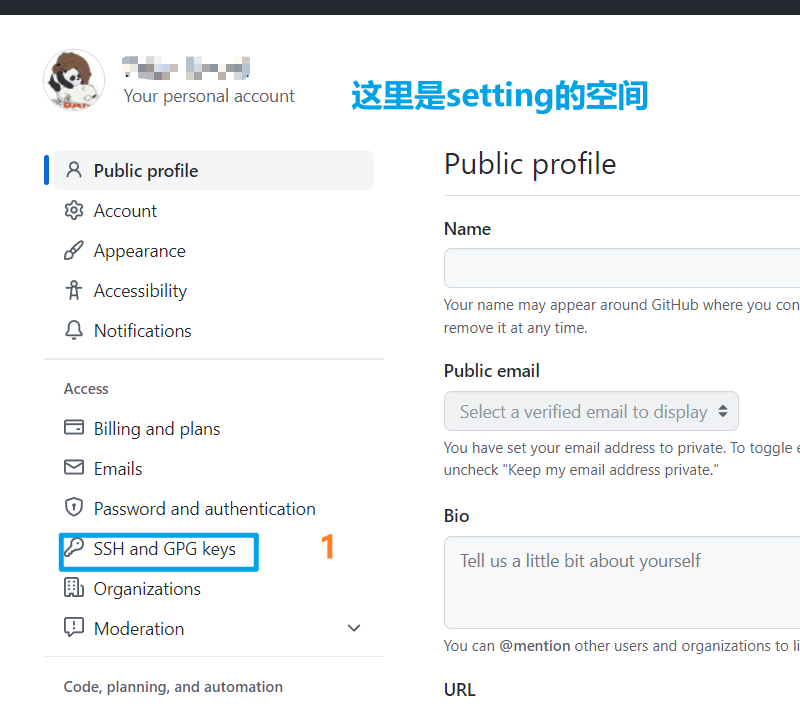 Your personal account
这里是setting的空间
Public profile
Account
Appearance
Accessibility
Notifications
Access
Billing and plans
Emails
Password and authentication
SSH and GPG keys
1
Organizations
Moderation
Code, planning, and automation
Public profile
Name
Your name may appear around GitHub where you con
remove it at any time.
Public email
Select a verified email to display
You have set your email address to private. To toggle e
uncheck "Keep my email address private."
Bio
Tell us a little bit about yourself
You can @mention other users and organizations to li
URL